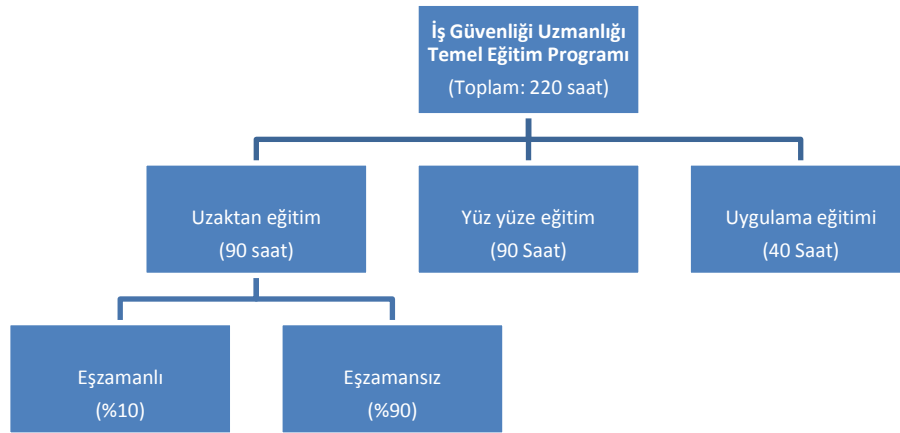 İş Güvenliği Uzmanlığı
Temel Eğitim Programı
(Toplam: 220 saat)
Uzaktan eğitim
(90 saat)
Yüz yüze eğitim
(90 Saat)
Uygulama eğitimi
(40 Saat)
Eşzamanlı
(%10)
Eşzamansız
(%90)